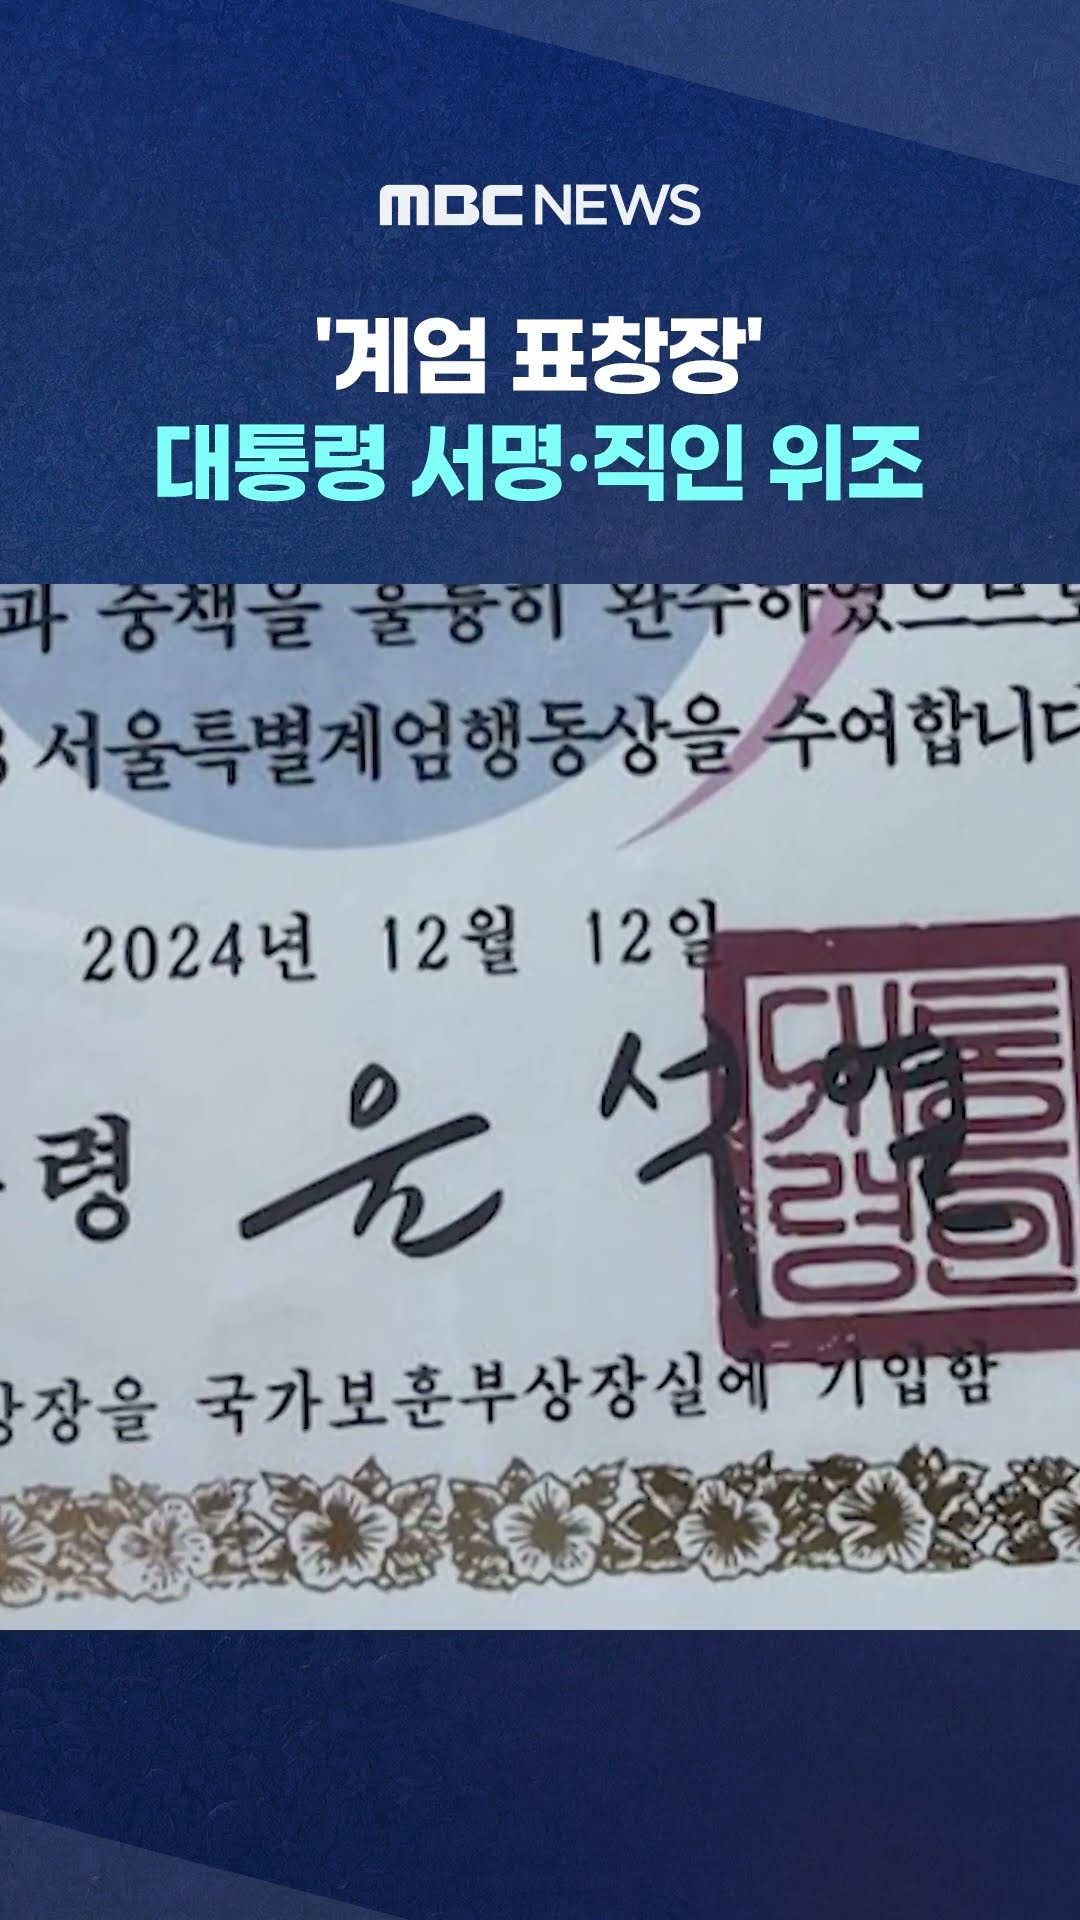 MBC NEWS
'계엄 표창장'
대통령 서명·직인 위조
과 중책을 훌륭히 완수하였으므로
서울특별계엄행동상을 수여합니다
2024년 12월 12일
령 윤석열
대통령인
상장을 국가보훈부상장실에 기입함